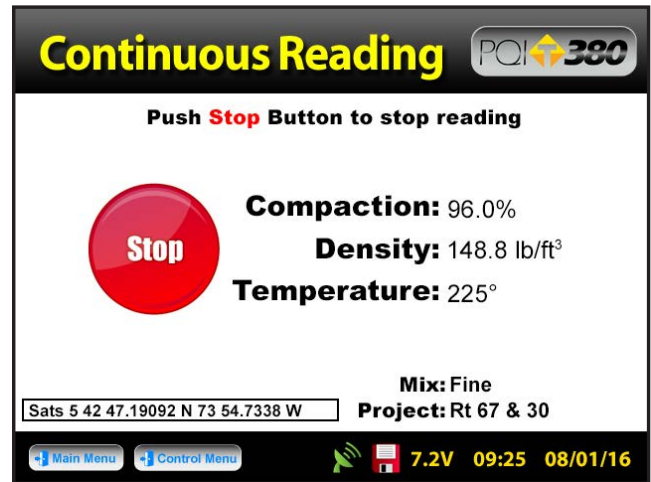 Continuous Reading PQI T 380
Push Stop Button to stop reading
Stop
Compaction: 96.0%
Density: 148.8 lb/ft³
Temperature: 225°
Mix: Fine
Sats 5 42 47.19092 N 73 54.7338 W
Project: Rt 67 & 30
Main Menu Control Menu 7.2V 09:25 08/01/16